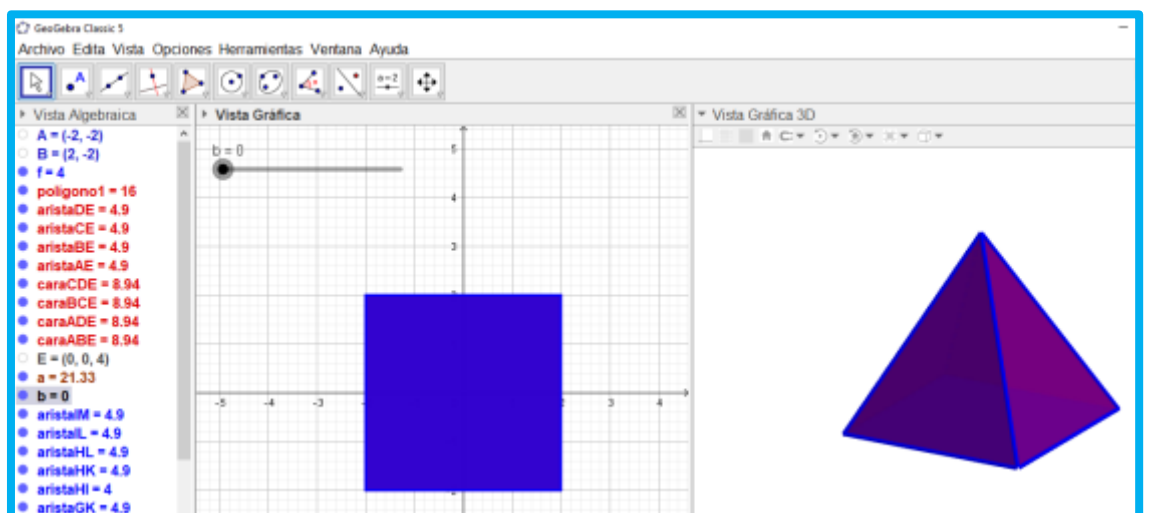 GeoGebra Classic 5
Archivo Edita Vista Opciones Herramientas Ventana Ayuda
A
a=2
Vista Algebraica
Vista Gráfica
Vista Gráfica 3D
A = (-2, -2)
B = (2, -2)
f = 4
poligono1 = 16
aristaDE = 4.9
aristaCE = 4.9
aristaBE = 4.9
aristaAE = 4.9
caraCDE = 8.94
caraBCE = 8.94
caraADE = 8.94
caraABE = 8.94
E = (0, 0, 4)
a = 21.33
b = 0
aristaIM = 4.9
aristaIL = 4.9
aristaHL = 4.9
aristaHK = 4.9
aristaHI = 4
aristaGK = 4.9
b = 0
5
4
3
-5 -4 -3 3 4